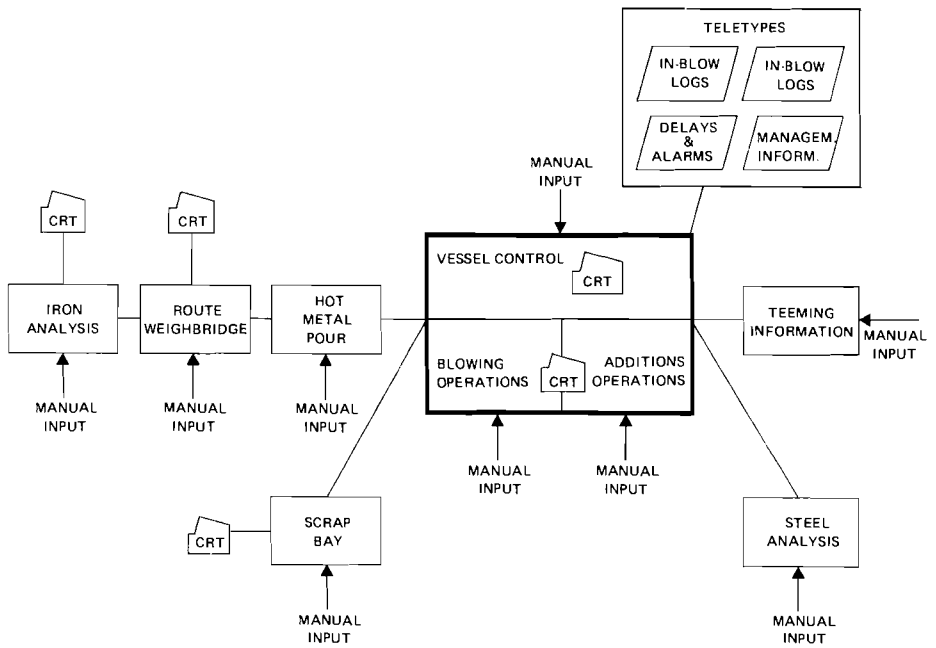 TELETYPES
IN-BLOW
LOGS
IN-BLOW
LOGS
DELAYS
&
ALARMS
MANAGEM.
INFORM.
MANUAL
INPUT
CRT
CRT
VESSEL CONTROL
CRT
IRON
ANALYSIS
ROUTE
WEIGHBRIDGE
HOT
METAL
POUR
TEEMING
INFORMATION
MANUAL
INPUT
BLOWING
OPERATIONS
CRT
ADDITIONS
OPERATIONS
MANUAL
INPUT
MANUAL
INPUT
MANUAL
INPUT
MANUAL
INPUT
MANUAL
INPUT
CRT
SCRAP
BAY
STEEL
ANALYSIS
MANUAL
INPUT
MANUAL
INPUT